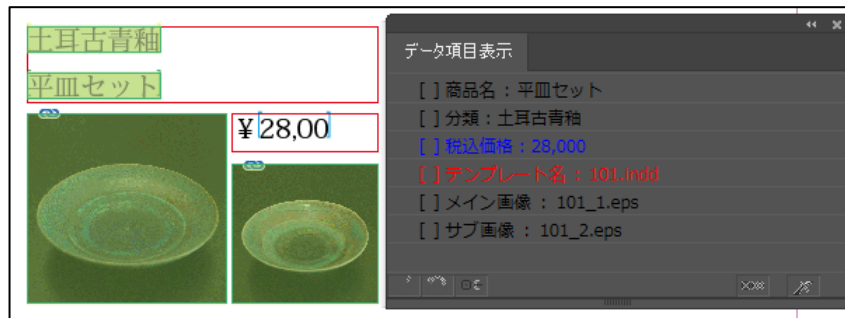 土耳古青釉
平皿セット
¥28,00
データ項目表示
[ ]商品名：平皿セット
[ ]分類：土耳古青釉
[ ]税込価格：28,000
[ ]テンプレート名：101.indd
[ ]メイン画像：101_1.eps
[ ]サブ画像：101_2.eps